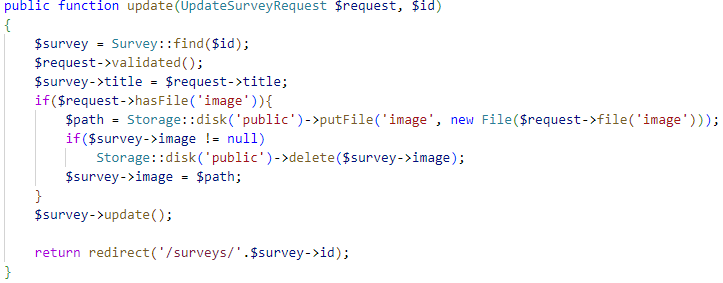 public function update(UpdateSurveyRequest $request, $id)
{
    $survey = Survey::find($id);
    $request->validated();
    $survey->title = $request->title;
    if($request->hasFile('image')){
        $path = Storage::disk('public')->putFile('image', new File($request->file('image')));
        if($survey->image != null)
            Storage::disk('public')->delete($survey->image);
        $survey->image = $path;
    }
    $survey->update();

    return redirect('/surveys/'.$survey->id);
}